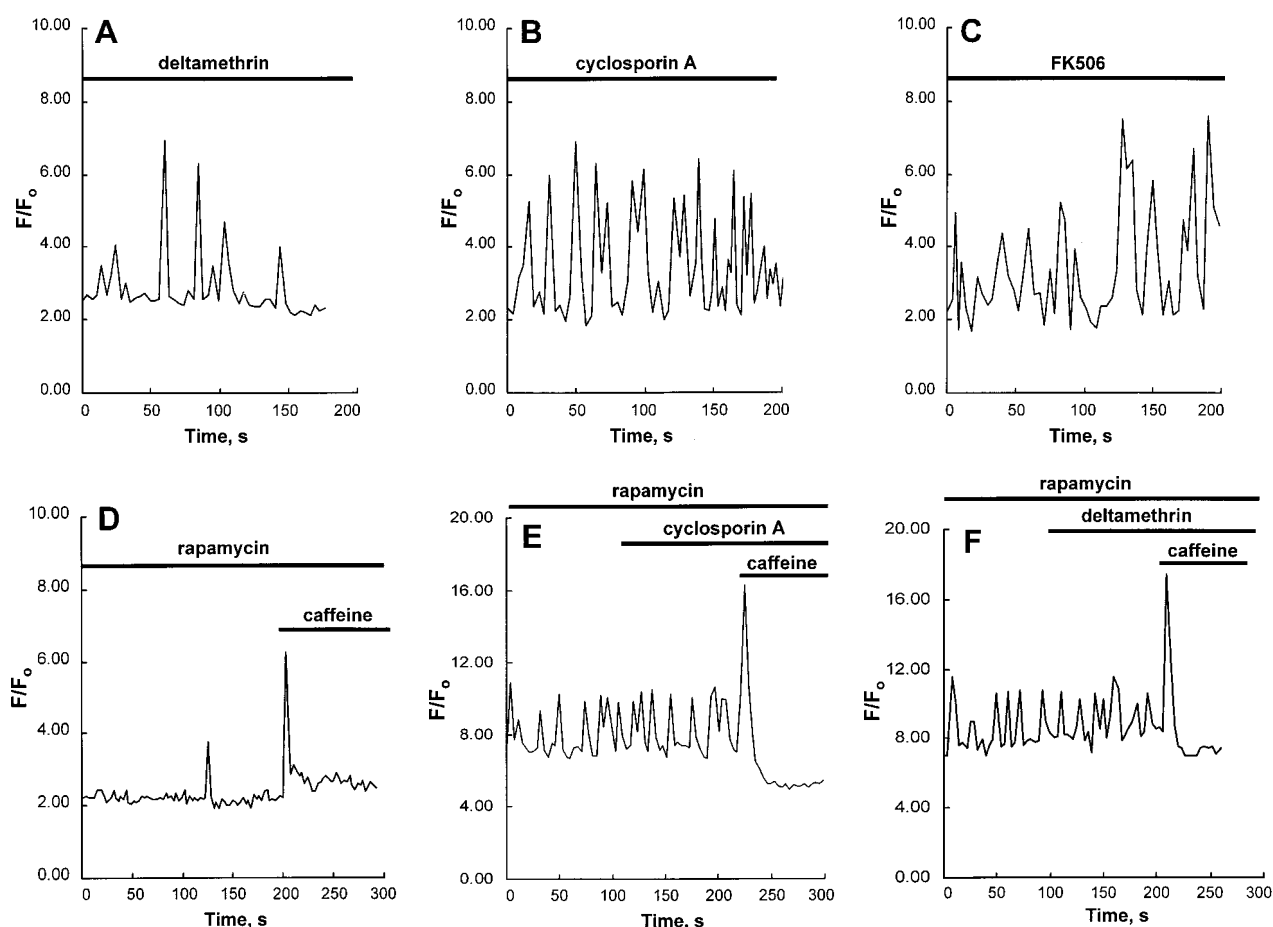 A
deltamethrin
10.00
8.00
6.00
4.00
2.00
0.00
F/Fo
0 50 100 150 200
Time, s
B
cyclosporin A
10.00
8.00
6.00
4.00
2.00
0.00
F/Fo
0 50 100 150 200
Time, s
C
FK506
10.00
8.00
6.00
4.00
2.00
0.00
F/Fo
0 50 100 150 200
Time, s
D
rapamycin
caffeine
10.00
8.00
6.00
4.00
2.00
0.00
F/Fo
0 50 100 150 200 250 300
Time, s
rapamycin
E
cyclosporin A
caffeine
20.00
16.00
12.00
8.00
4.00
0.00
F/Fo
0 50 100 150 200 250 300
Time, s
rapamycin
deltamethrin
F
caffeine
20.00
16.00
12.00
8.00
4.00
0.00
F/Fo
0 50 100 150 200 250 300
Time, s